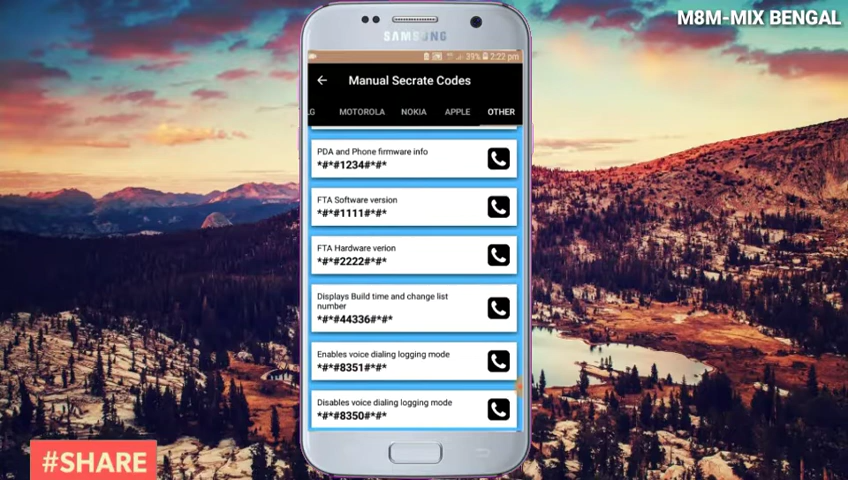 M8M-MIX BENGAL
SAMSUNG
39% 2:22 pm
Manual Secrate Codes
LG MOTOROLA NOKIA APPLE OTHER
PDA and Phone firmware info
*#*#1234#*#*
FTA Software version
*#*#1111#*#*
FTA Hardware verion
*#*#2222#*#*
Displays Build time and change list
number
*#*#44336#*#*
Enables voice dialing logging mode
*#*#8351#*#*
Disables voice dialing logging mode
*#*#8350#*#*
#SHARE